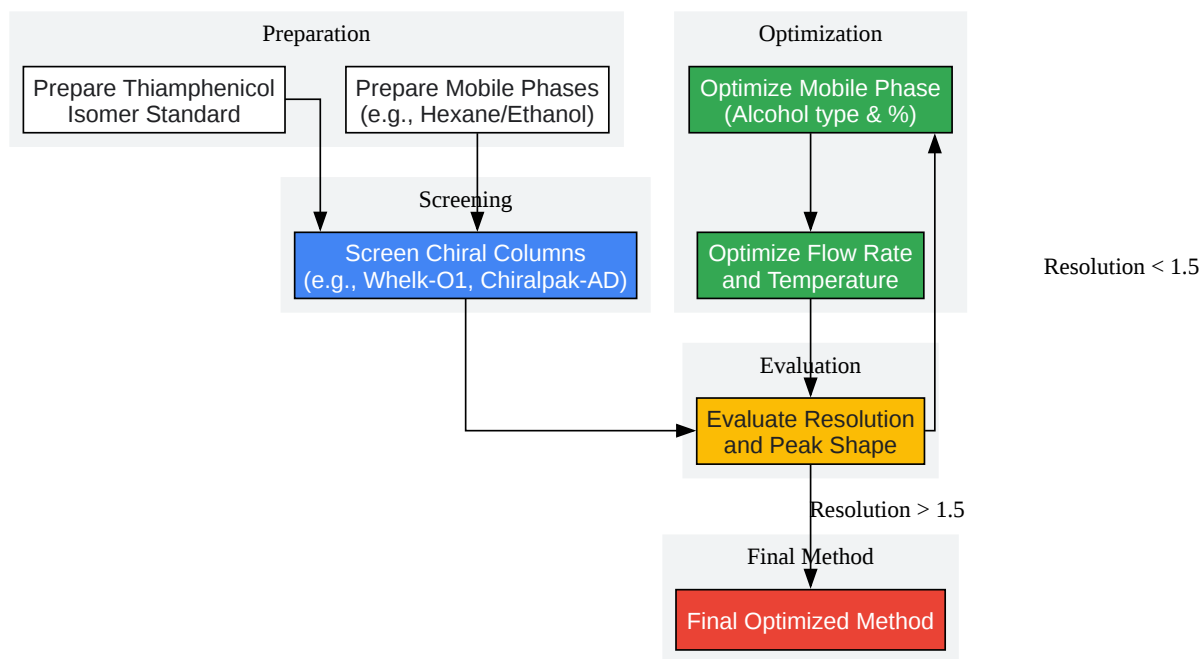 Preparation
Prepare Thiamphenicol
Isomer Standard
Prepare Mobile Phases
(e.g., Hexane/Ethanol)
Screening
Screen Chiral Columns
(e.g., Whelk-O1, Chiralpak-AD)
Optimization
Optimize Mobile Phase
(Alcohol type & %)
Optimize Flow Rate
and Temperature
Resolution < 1.5
Evaluation
Evaluate Resolution
and Peak Shape
Resolution > 1.5
Final Method
Final Optimized Method